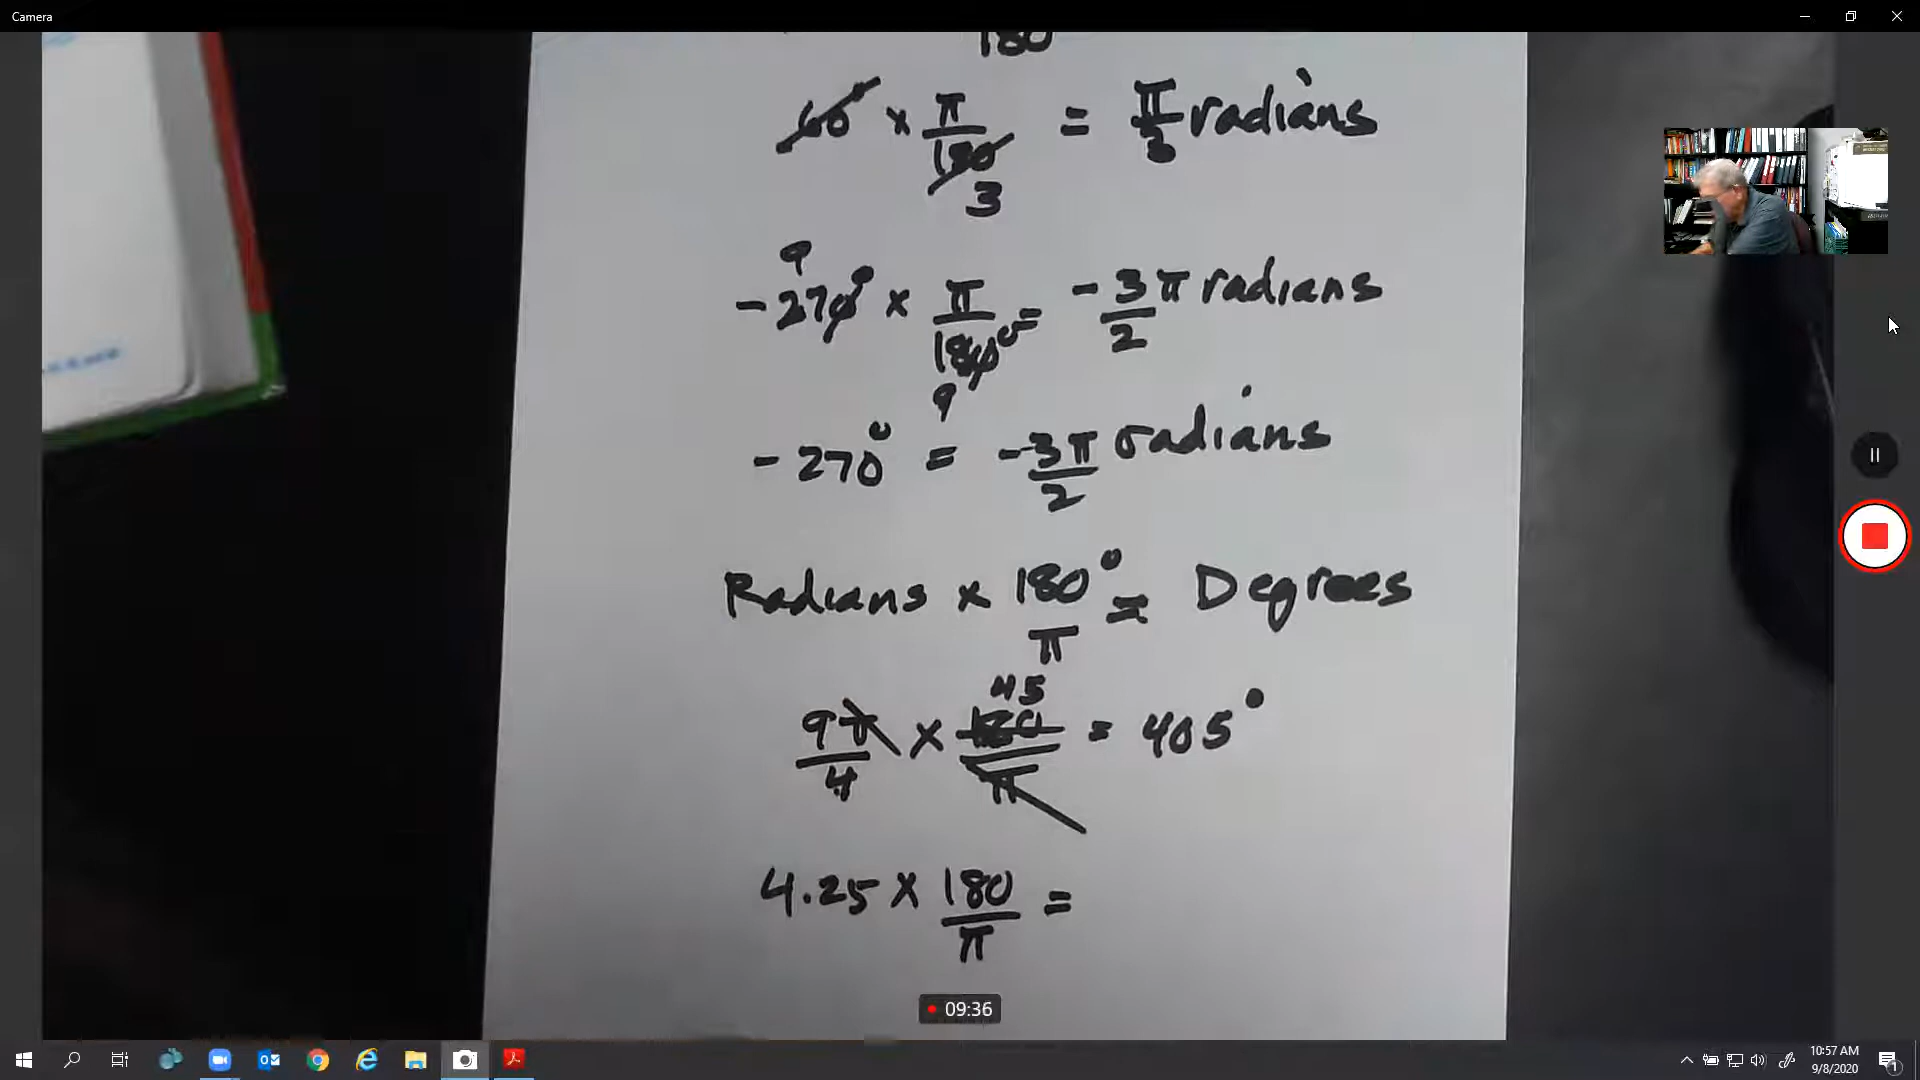 Camera
180
60 × π/180 = π/3 radians
3
9
-270° × π/180° = -3/2 π radians
9
-270° = -3π/2 radians
Radians × 180°/π = Degrees
45
9π/4 × 180/π = 405°
4.25 × 180/π =
09:36
10:57 AM
9/8/2020